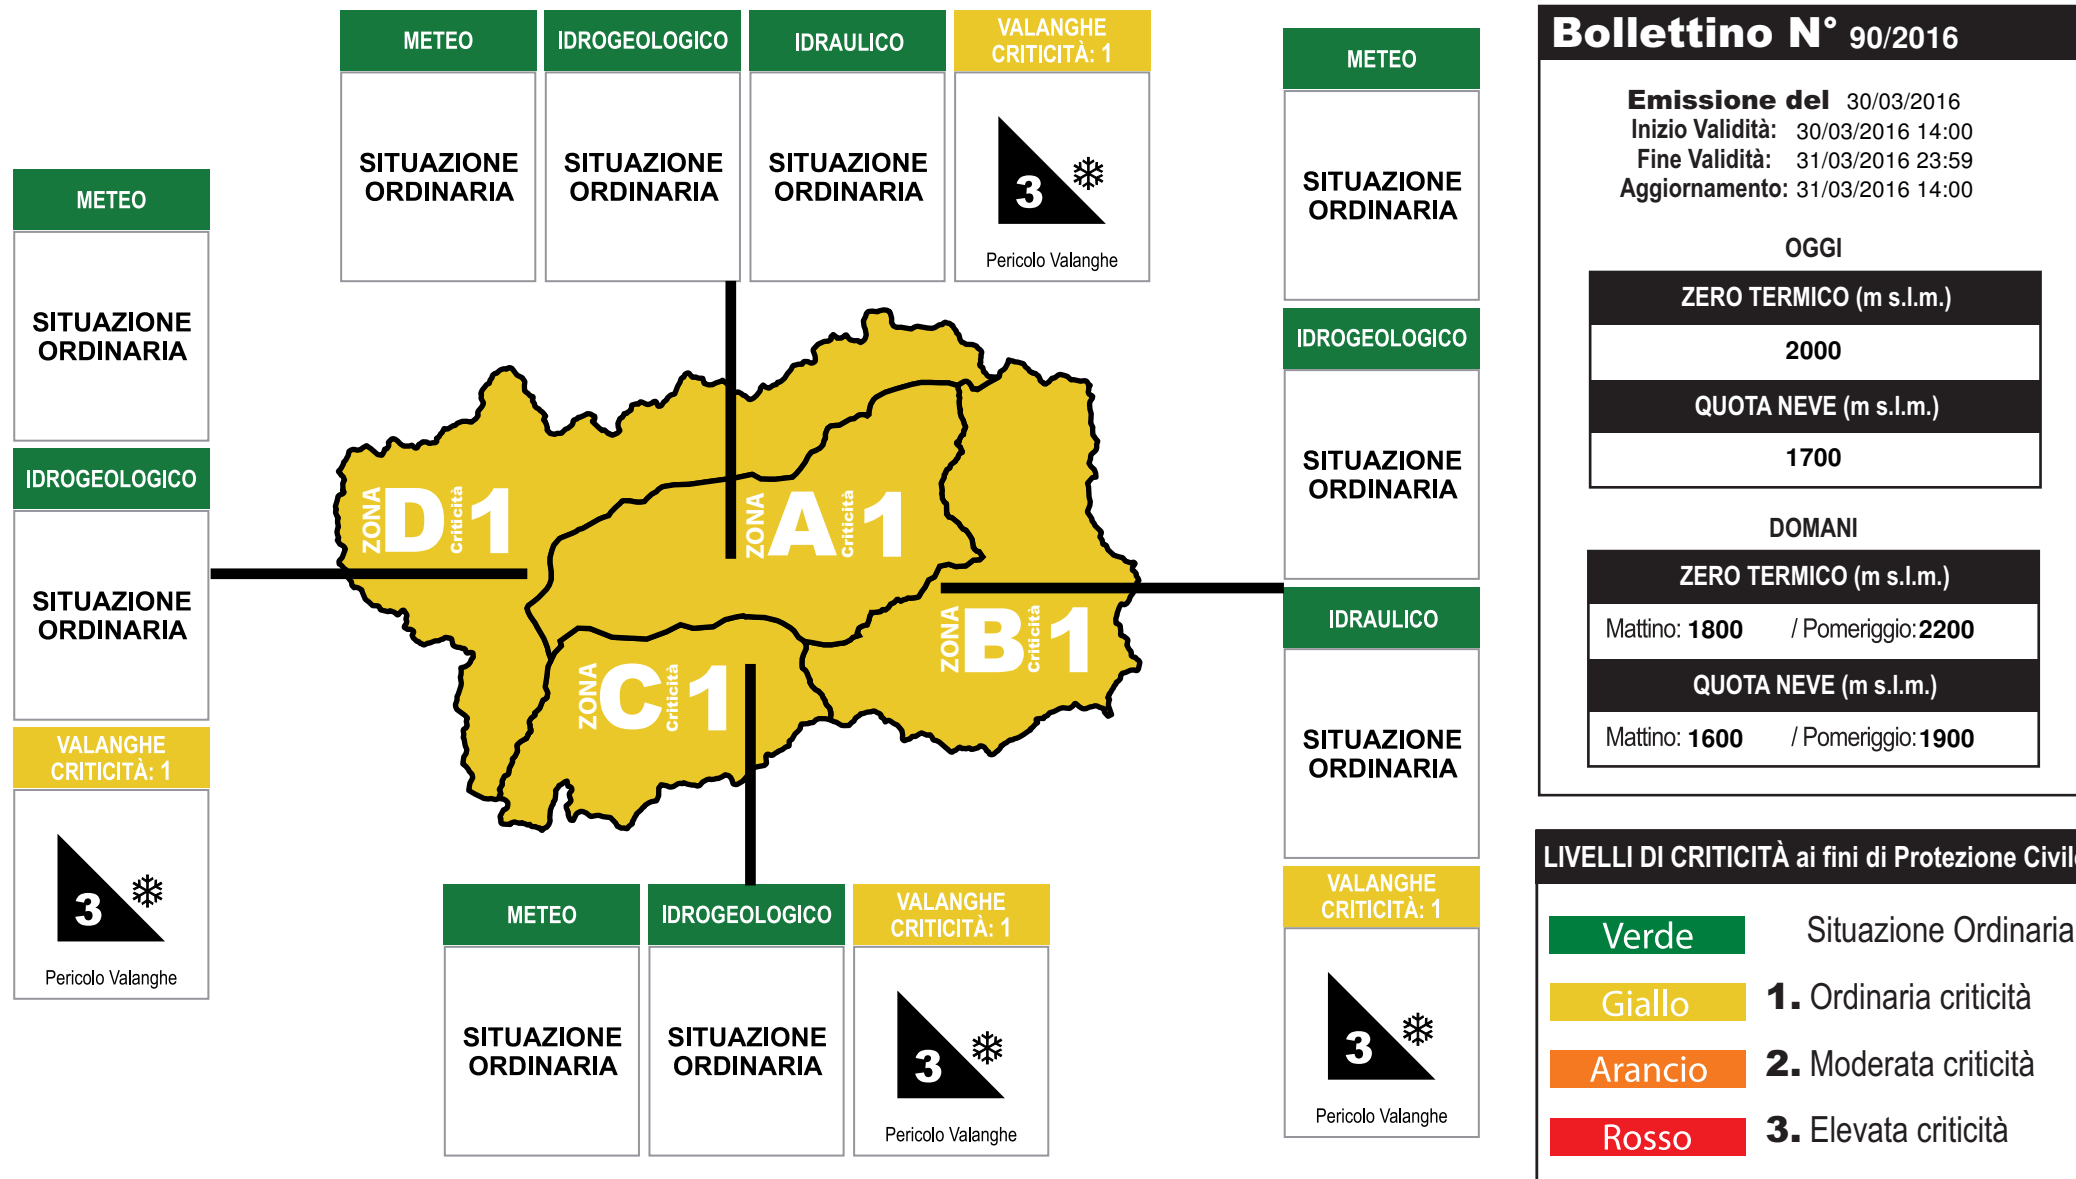 METEO
IDROGEOLOGICO
IDRAULICO
VALANGHE
CRITICITÀ: 1
SITUAZIONE
ORDINARIA
SITUAZIONE
ORDINARIA
SITUAZIONE
ORDINARIA
3
Pericolo Valanghe
METEO
SITUAZIONE
ORDINARIA
IDROGEOLOGICO
SITUAZIONE
ORDINARIA
VALANGHE
CRITICITÀ: 1
3
Pericolo Valanghe
ZONA D Criticità 1
ZONA A Criticità 1
ZONA B Criticità 1
ZONA C Criticità 1
METEO
SITUAZIONE
ORDINARIA
IDROGEOLOGICO
SITUAZIONE
ORDINARIA
IDRAULICO
SITUAZIONE
ORDINARIA
VALANGHE
CRITICITÀ: 1
3
Pericolo Valanghe
METEO
IDROGEOLOGICO
VALANGHE
CRITICITÀ: 1
SITUAZIONE
ORDINARIA
SITUAZIONE
ORDINARIA
3
Pericolo Valanghe
Bollettino N° 90/2016
Emissione del 30/03/2016
Inizio Validità: 30/03/2016 14:00
Fine Validità: 31/03/2016 23:59
Aggiornamento: 31/03/2016 14:00
OGGI
ZERO TERMICO (m s.l.m.)
2000
QUOTA NEVE (m s.l.m.)
1700
DOMANI
ZERO TERMICO (m s.l.m.)
Mattino: 1800 / Pomeriggio: 2200
QUOTA NEVE (m s.l.m.)
Mattino: 1600 / Pomeriggio: 1900
LIVELLI DI CRITICITÀ ai fini di Protezione Civile
Verde Situazione Ordinaria
Giallo 1. Ordinaria criticità
Arancio 2. Moderata criticità
Rosso 3. Elevata criticità